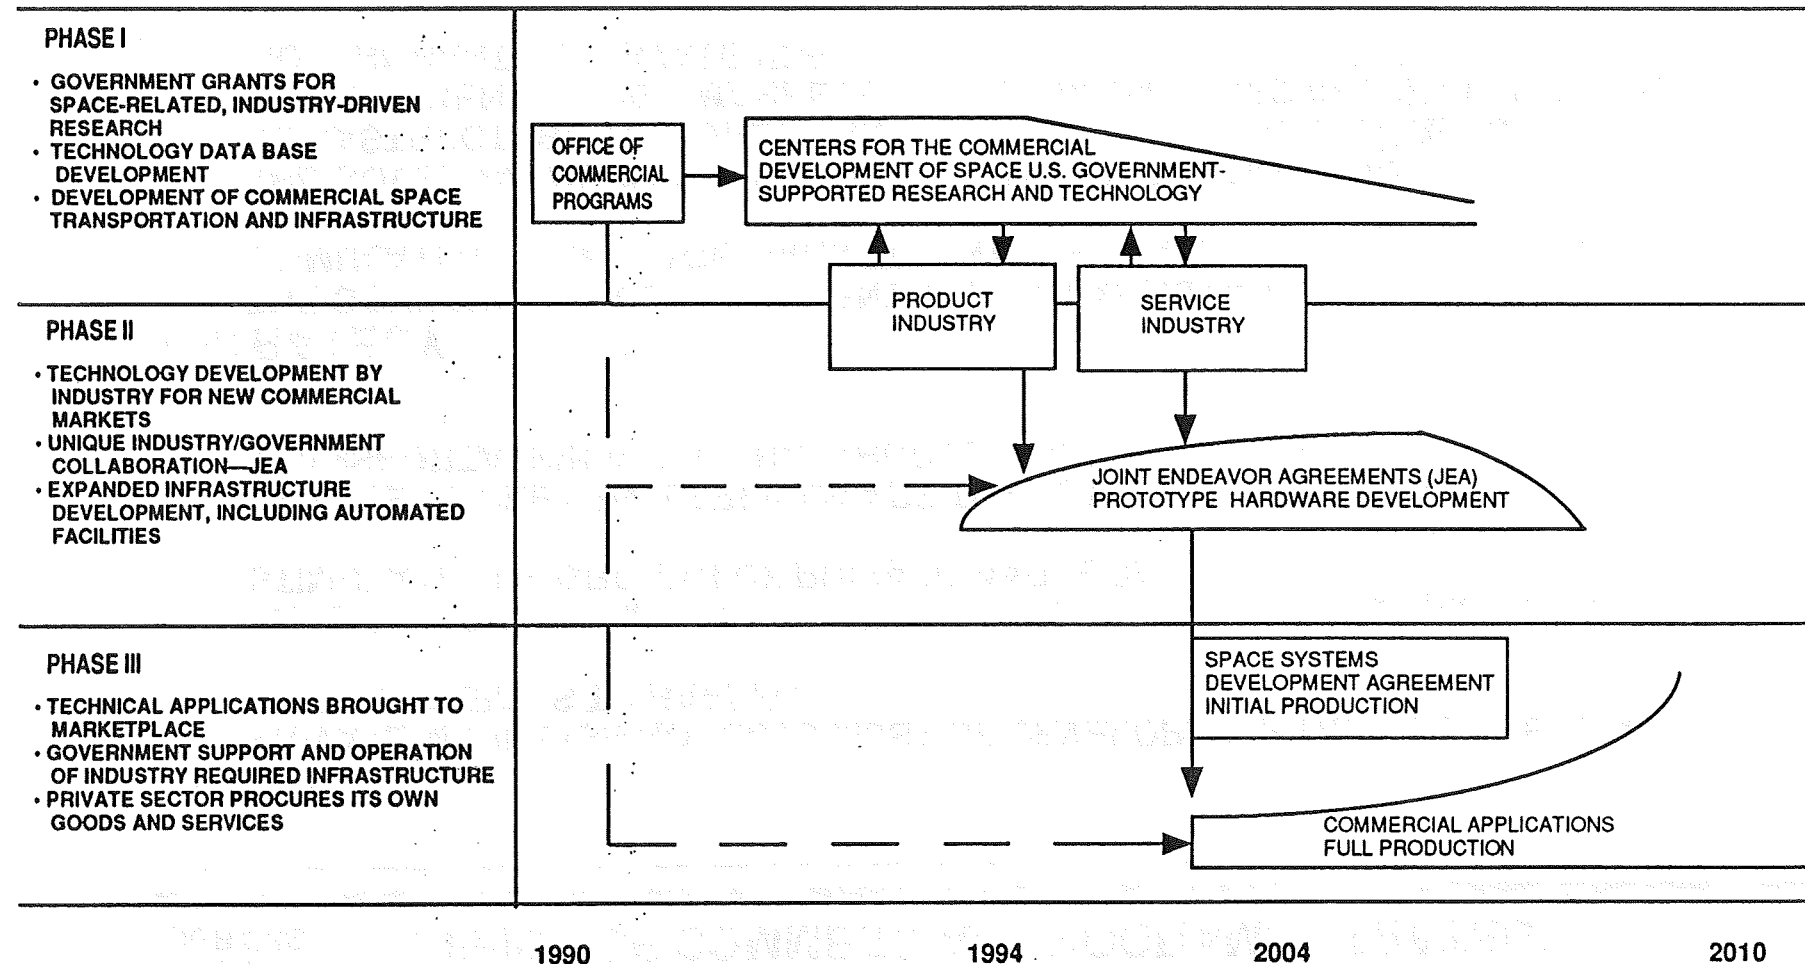 PHASE I
• GOVERNMENT GRANTS FOR
SPACE-RELATED, INDUSTRY-DRIVEN
RESEARCH
• TECHNOLOGY DATA BASE
DEVELOPMENT
• DEVELOPMENT OF COMMERCIAL SPACE
TRANSPORTATION AND INFRASTRUCTURE
OFFICE OF
COMMERCIAL
PROGRAMS
CENTERS FOR THE COMMERCIAL
DEVELOPMENT OF SPACE U.S. GOVERNMENT-
SUPPORTED RESEARCH AND TECHNOLOGY
PRODUCT
INDUSTRY
SERVICE
INDUSTRY
PHASE II
• TECHNOLOGY DEVELOPMENT BY
INDUSTRY FOR NEW COMMERCIAL
MARKETS
• UNIQUE INDUSTRY/GOVERNMENT
COLLABORATION—JEA
• EXPANDED INFRASTRUCTURE
DEVELOPMENT, INCLUDING AUTOMATED
FACILITIES
JOINT ENDEAVOR AGREEMENTS (JEA)
PROTOTYPE HARDWARE DEVELOPMENT
PHASE III
• TECHNICAL APPLICATIONS BROUGHT TO
MARKETPLACE
• GOVERNMENT SUPPORT AND OPERATION
OF INDUSTRY REQUIRED INFRASTRUCTURE
• PRIVATE SECTOR PROCURES ITS OWN
GOODS AND SERVICES
SPACE SYSTEMS
DEVELOPMENT AGREEMENT
INITIAL PRODUCTION
COMMERCIAL APPLICATIONS
FULL PRODUCTION
1990 1994 2004 2010